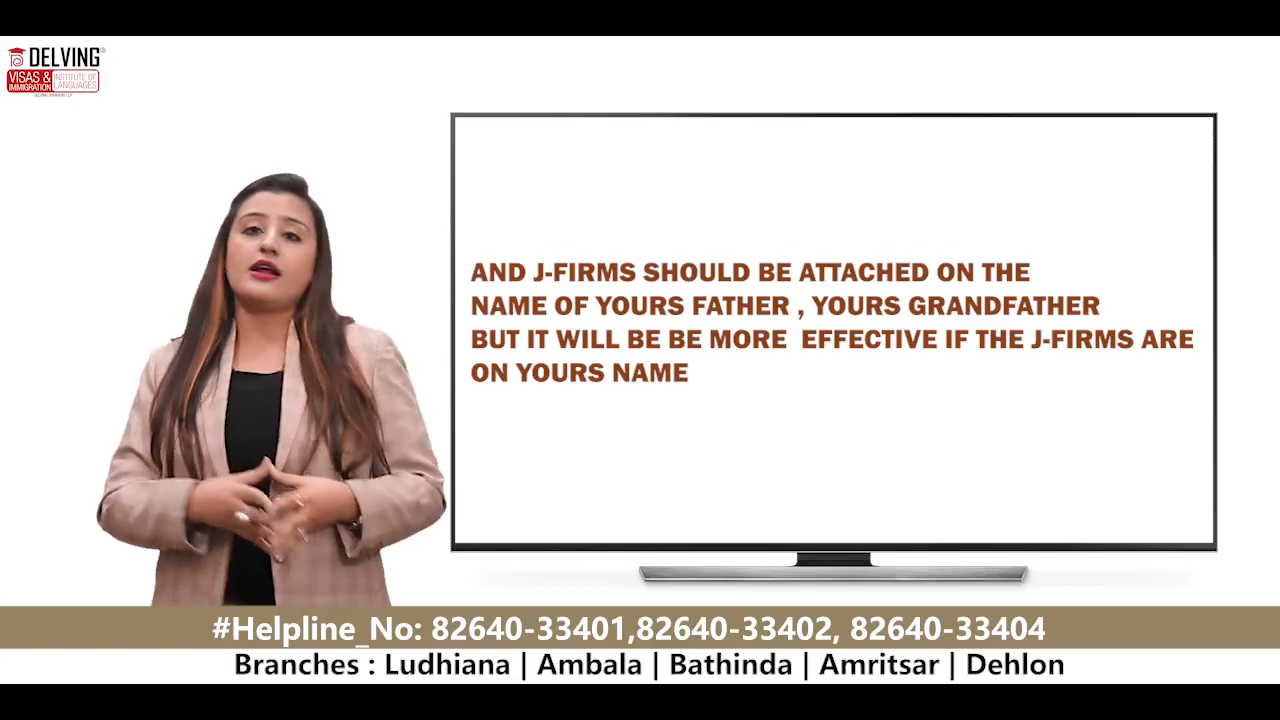 DELVING®
VISAS &
IMMIGRATION
INSTITUTE OF
LANGUAGES
AND J-FIRMS SHOULD BE ATTACHED ON THE
NAME OF YOURS FATHER , YOURS GRANDFATHER
BUT IT WILL BE BE MORE  EFFECTIVE IF THE J-FIRMS ARE
ON YOURS NAME
#Helpline_No: 82640-33401,82640-33402, 82640-33404
Branches : Ludhiana | Ambala | Bathinda | Amritsar | Dehlon